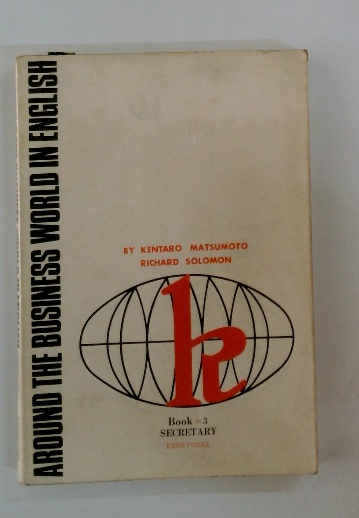 AROUND THE BUSINESS WORLD IN ENGLISH
BY KENTARO MATSUMOTO
RICHARD SOLOMON
k
Book = 3
SECRETARY